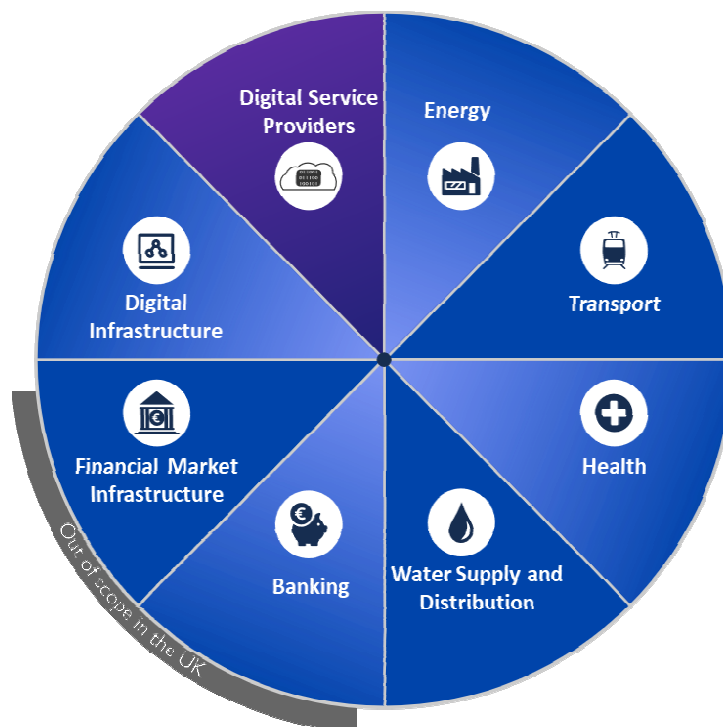 Digital Service
Providers
Energy
Transport
Digital
Infrastructure
Health
Financial Market
Infrastructure
Banking
Water Supply and
Distribution
Out of scope in the UK